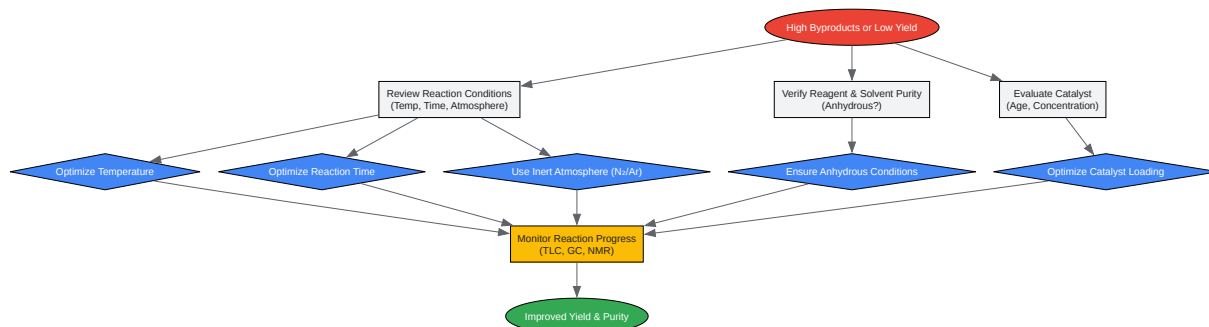 High Byproducts or Low Yield
Review Reaction Conditions
(Temp, Time, Atmosphere)
Verify Reagent & Solvent Purity
(Anhydrous?)
Evaluate Catalyst
(Age, Concentration)
Optimize Temperature
Optimize Reaction Time
Use Inert Atmosphere (N₂/Ar)
Ensure Anhydrous Conditions
Optimize Catalyst Loading
Monitor Reaction Progress
(TLC, GC, NMR)
Improved Yield & Purity